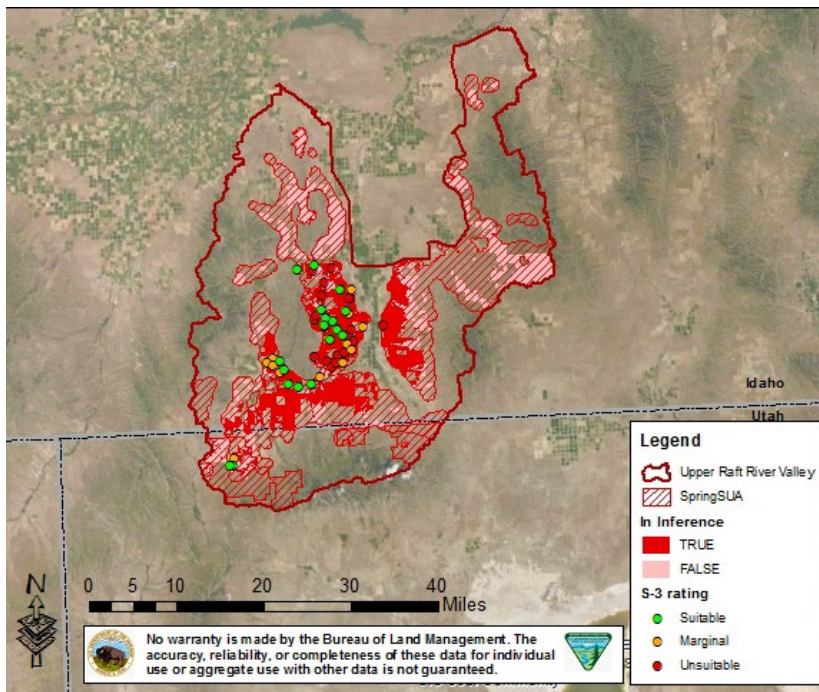 Idaho
Utah
Legend
Upper Raft River Valley
SpringSUA
In Inference
TRUE
FALSE
S-3 rating
Suitable
Marginal
Unsuitable
N
0 5 10 20 30 40
Miles
No warranty is made by the Bureau of Land Management. The
accuracy, reliability, or completeness of these data for individual
use or aggregate use with other data is not guaranteed.